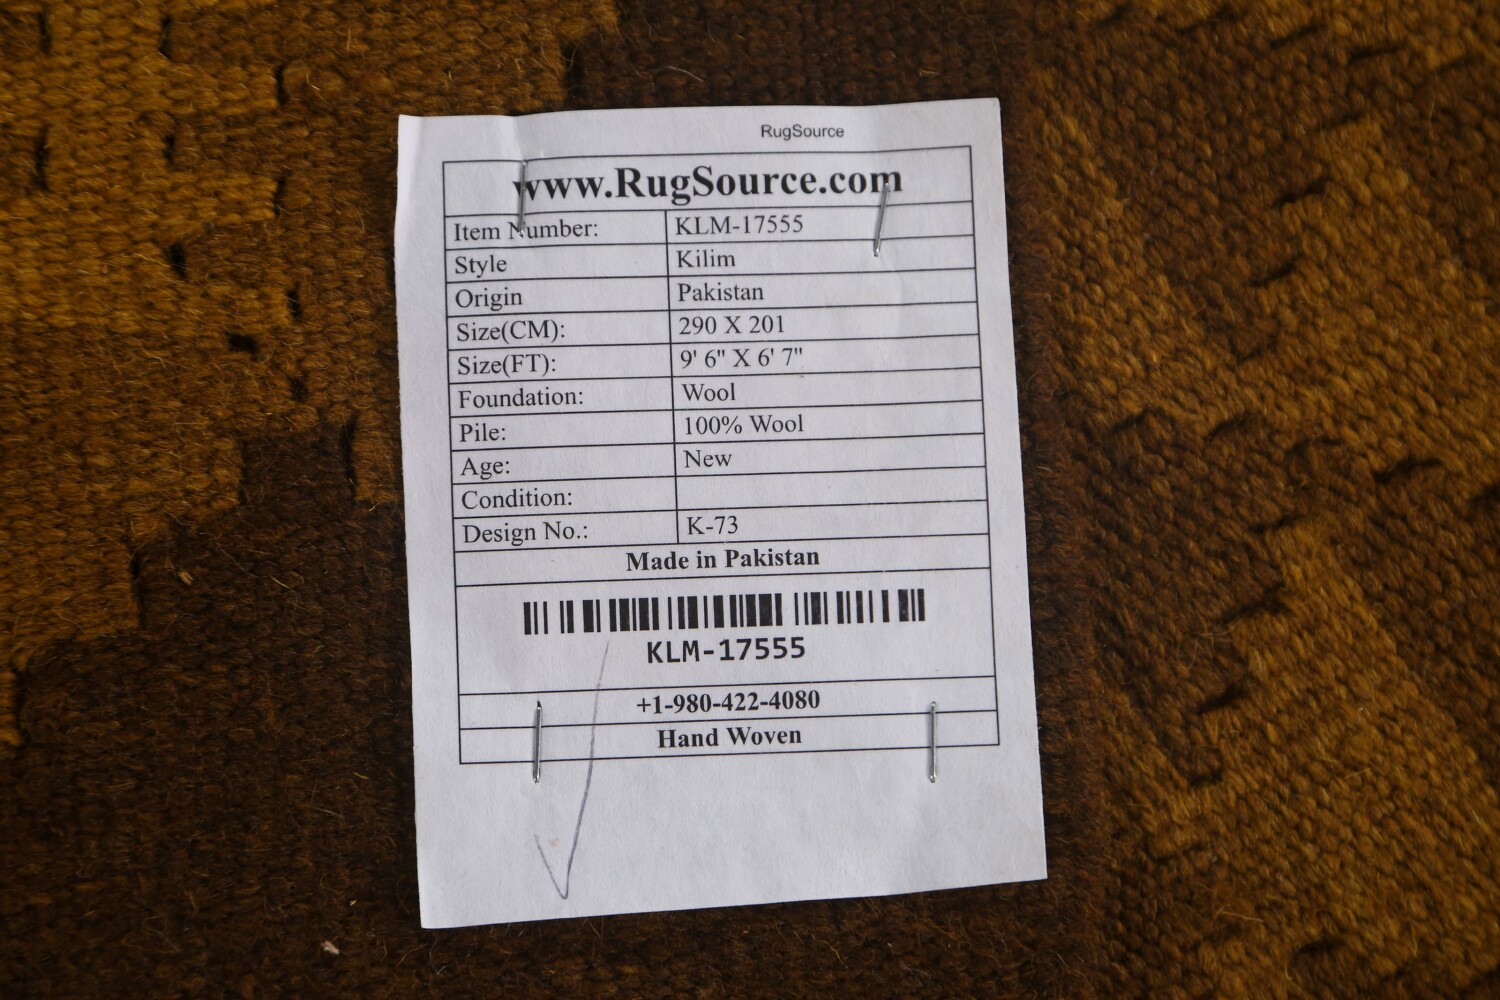 RugSource
www.RugSource.com
Item Number: KLM-17555
Style Kilim
Origin Pakistan
Size(CM): 290 X 201
Size(FT): 9' 6" X 6' 7"
Foundation: Wool
Pile: 100% Wool
Age: New
Condition:
Design No.: K-73
Made in Pakistan
KLM-17555
+1-980-422-4080
Hand Woven